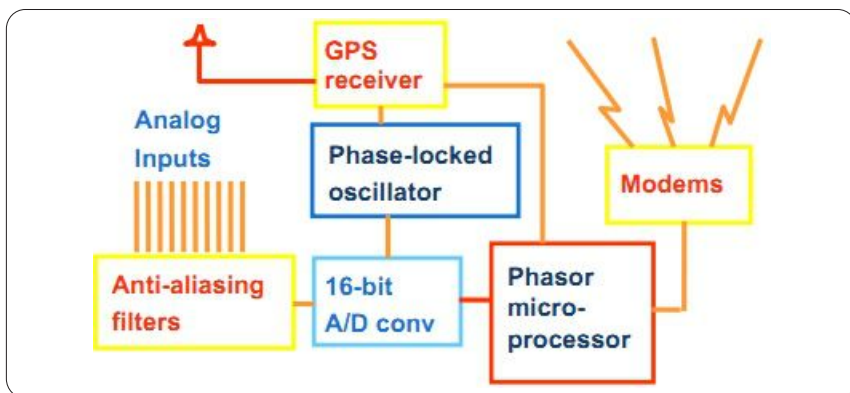 GPS
receiver
Analog
Inputs
Phase-locked
oscillator
Modems
Anti-aliasing
filters
16-bit
A/D conv
Phasor
micro-
processor